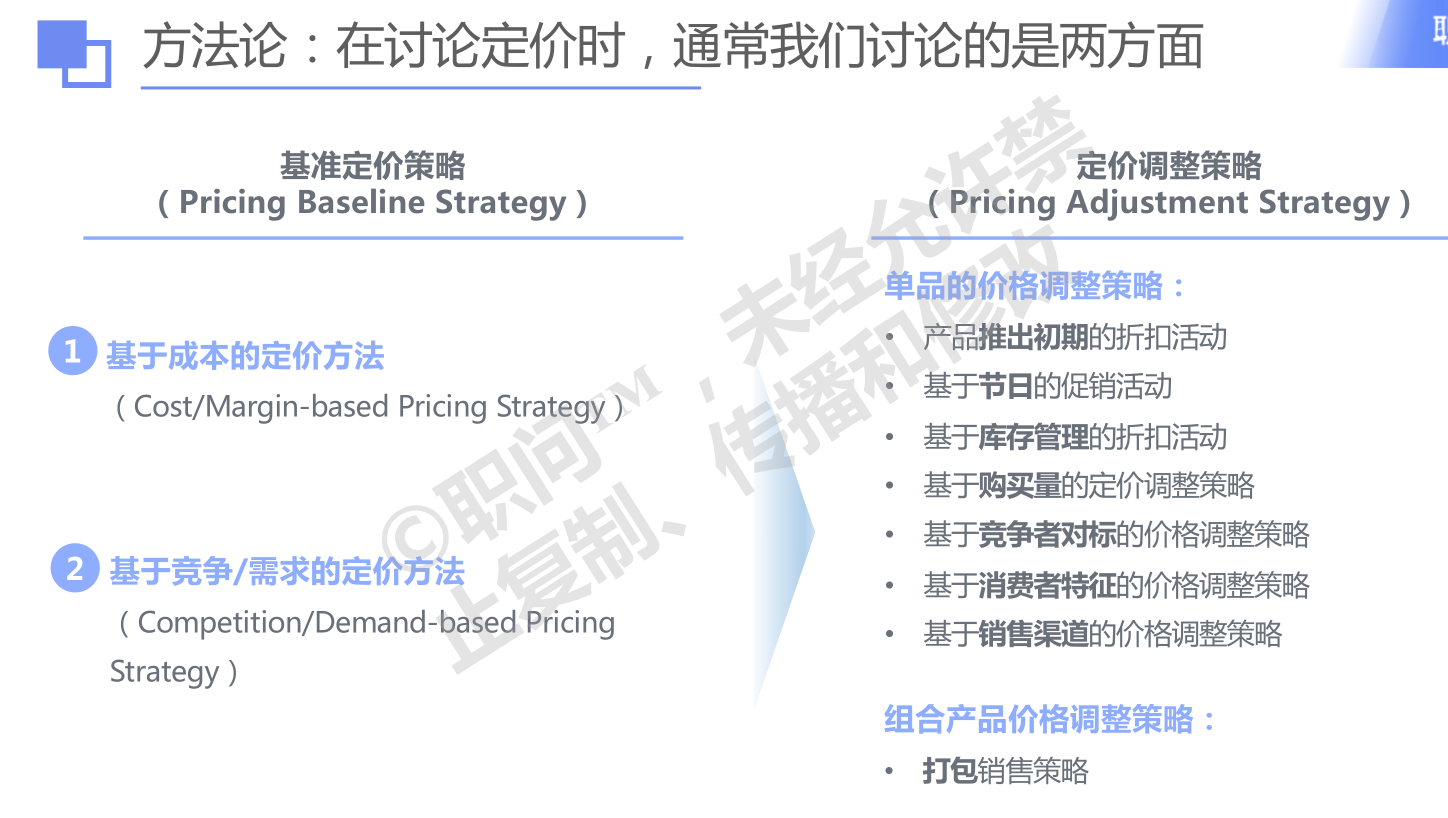 方法论：在讨论定价时，通常我们讨论的是两方面
基准定价策略
（Pricing Baseline Strategy）
1 基于成本的定价方法
（Cost/Margin-based Pricing Strategy）
2 基于竞争/需求的定价方法
（Competition/Demand-based Pricing
Strategy）
定价调整策略
（Pricing Adjustment Strategy）
单品的价格调整策略：
• 产品推出初期的折扣活动
• 基于节日的促销活动
• 基于库存管理的折扣活动
• 基于购买量的定价调整策略
• 基于竞争者对标的价格调整策略
• 基于消费者特征的价格调整策略
• 基于销售渠道的价格调整策略
组合产品价格调整策略：
• 打包销售策略
©职问™，未经允许禁
止复制、传播和修改